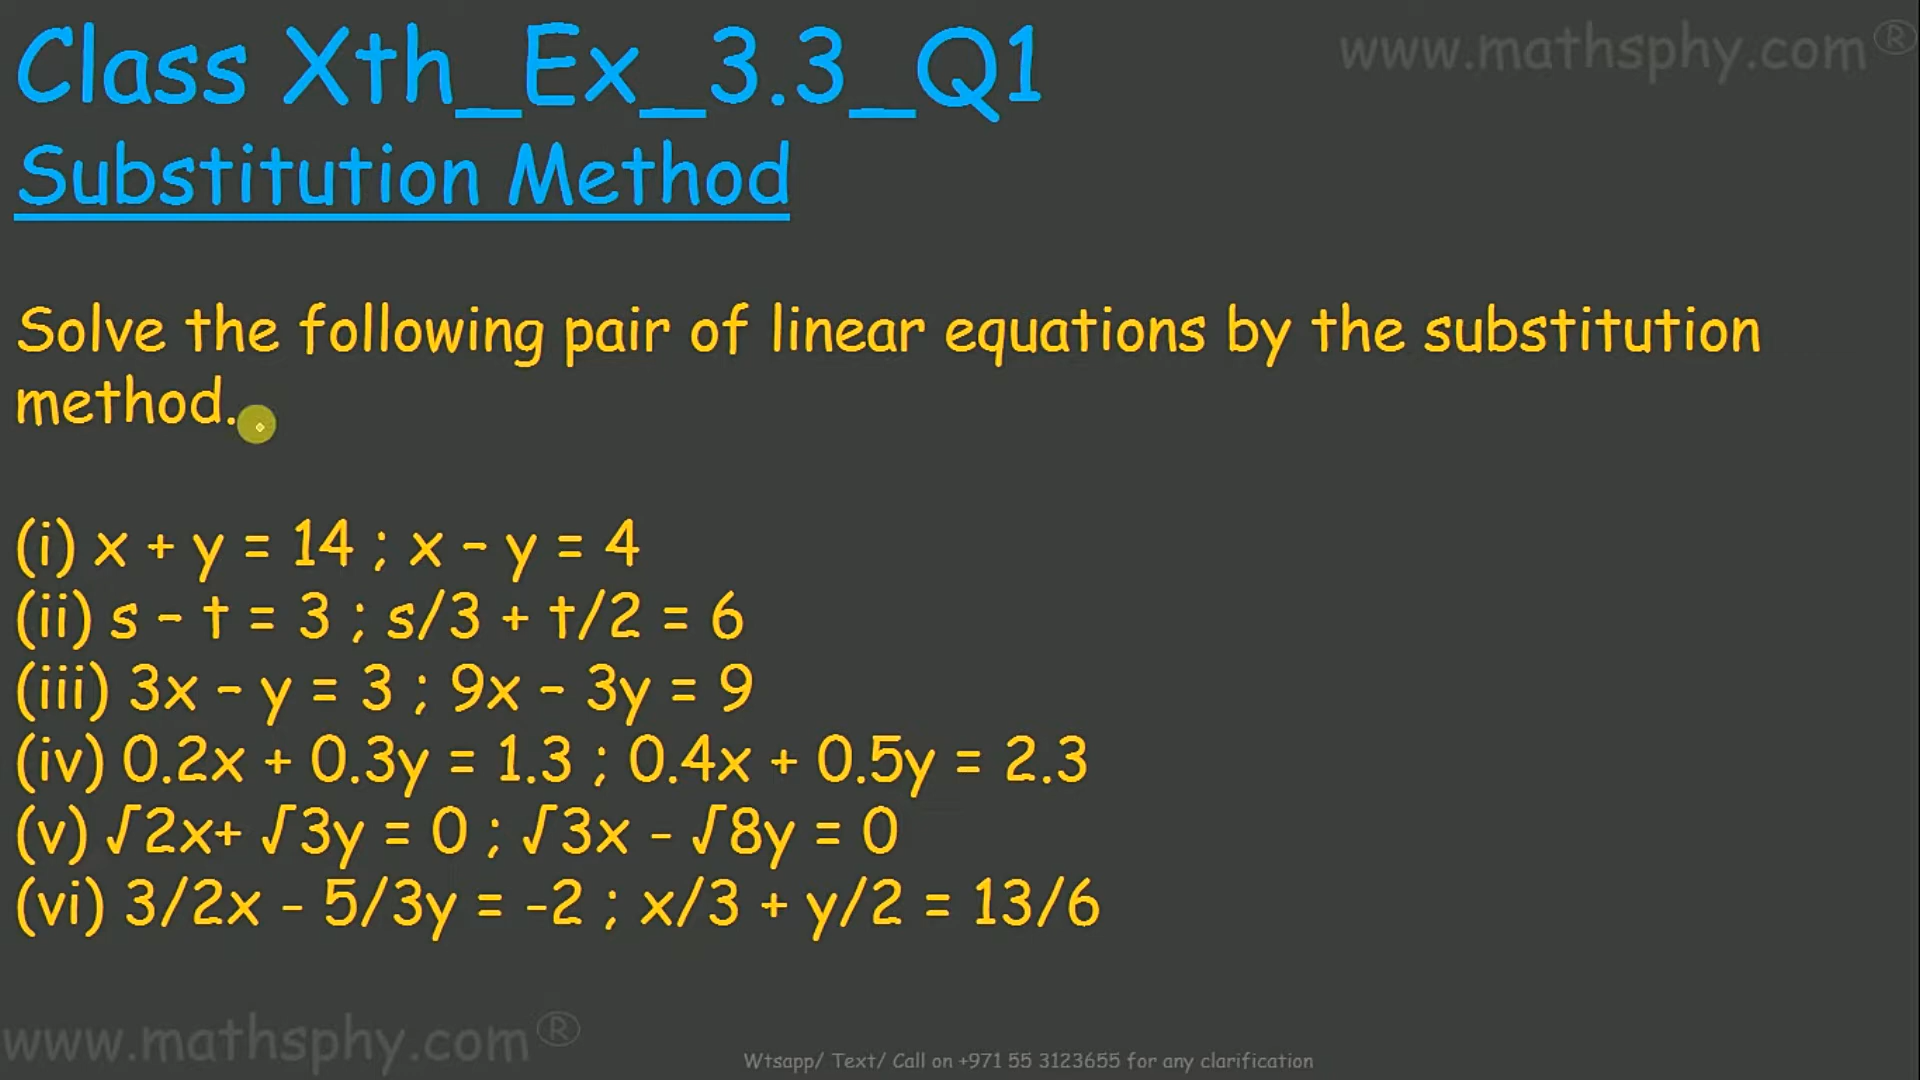 Class Xth_Ex_3.3_Q1
www.mathsphy.com®
Substitution Method
Solve the following pair of linear equations by the substitution
method.
(i) x + y = 14 ; x – y = 4
(ii) s – t = 3 ; s/3 + t/2 = 6
(iii) 3x – y = 3 ; 9x – 3y = 9
(iv) 0.2x + 0.3y = 1.3 ; 0.4x + 0.5y = 2.3
(v) √2x+ √3y = 0 ; √3x - √8y = 0
(vi) 3/2x - 5/3y = -2 ; x/3 + y/2 = 13/6
www.mathsphy.com®
Wtsapp/ Text/ Call on +971 55 3123655 for any clarification